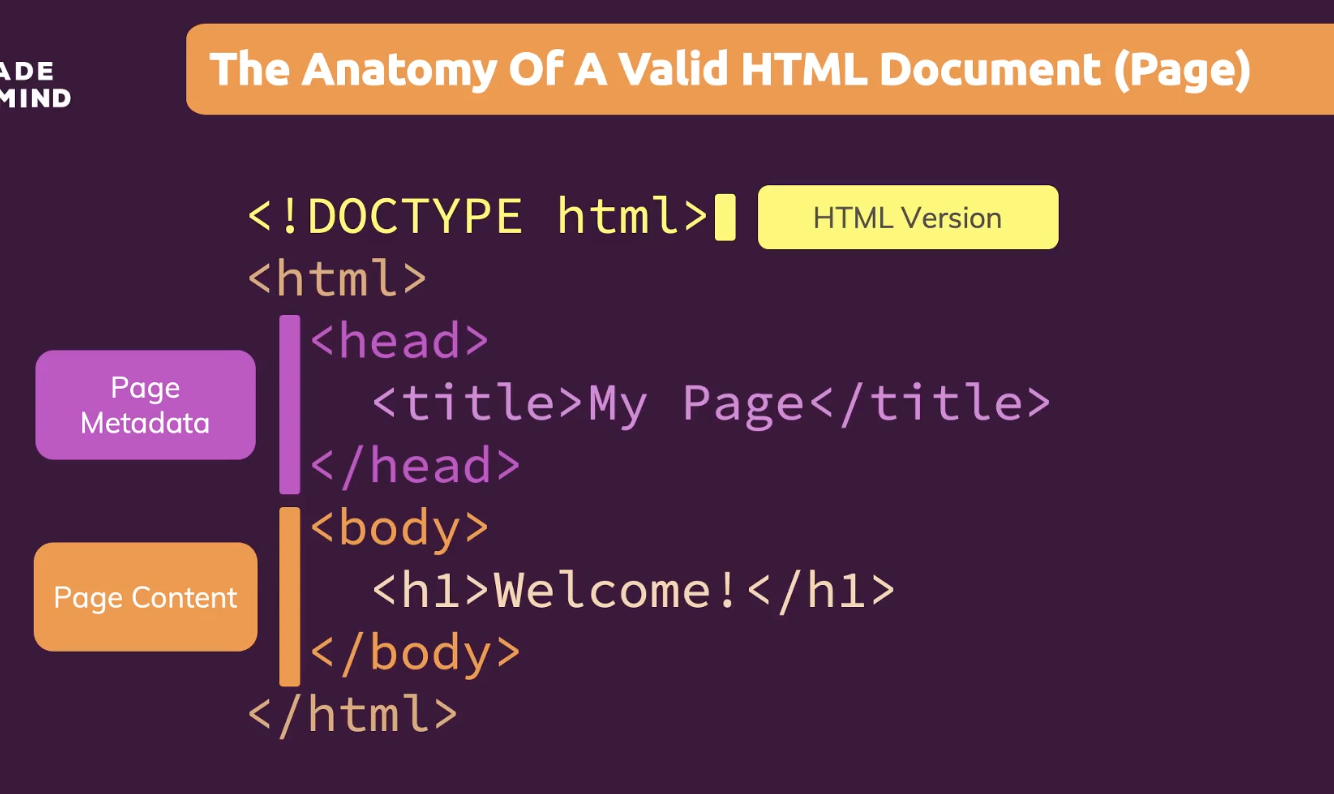 ADE
MIND
The Anatomy Of A Valid HTML Document (Page)
<!DOCTYPE html>
HTML Version
<html>
<head>
Page
Metadata
<title>My Page</title>
</head>
<body>
Page Content
<h1>Welcome!</h1>
</body>
</html>